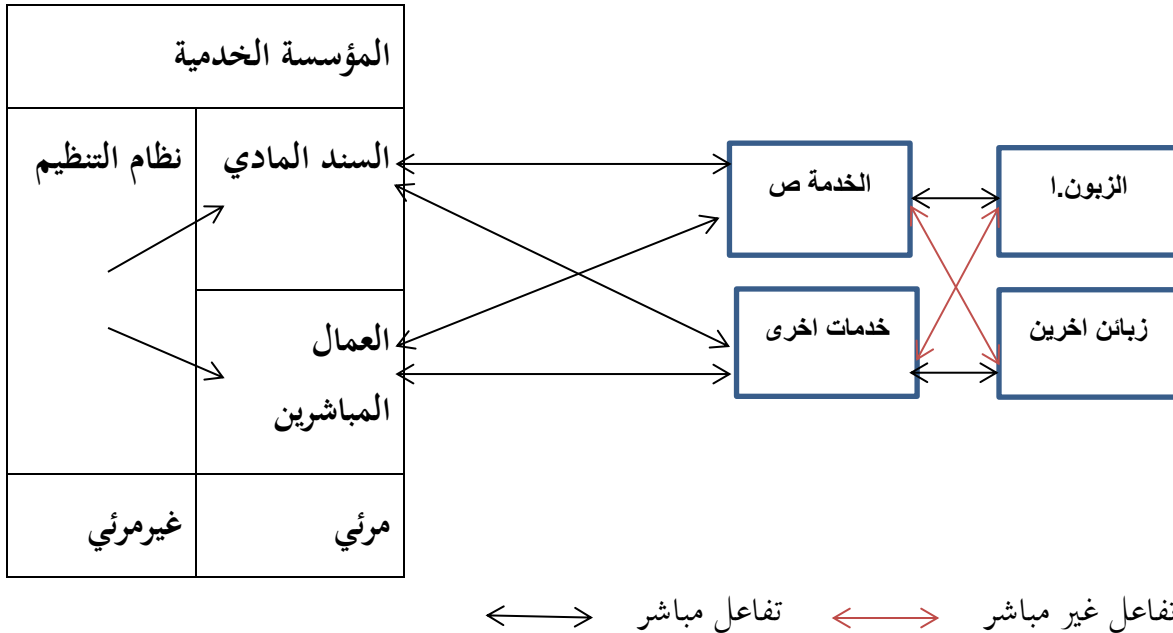 المؤسسة الخدمية
نظام التنظيم
السند المادي
العمال
المباشرين
غيرمرئي
مرئي
الخدمة ص
الزبون.ا
خدمات اخرى
زبائن اخرين
تفاعل غير مباشر
تفاعل مباشر